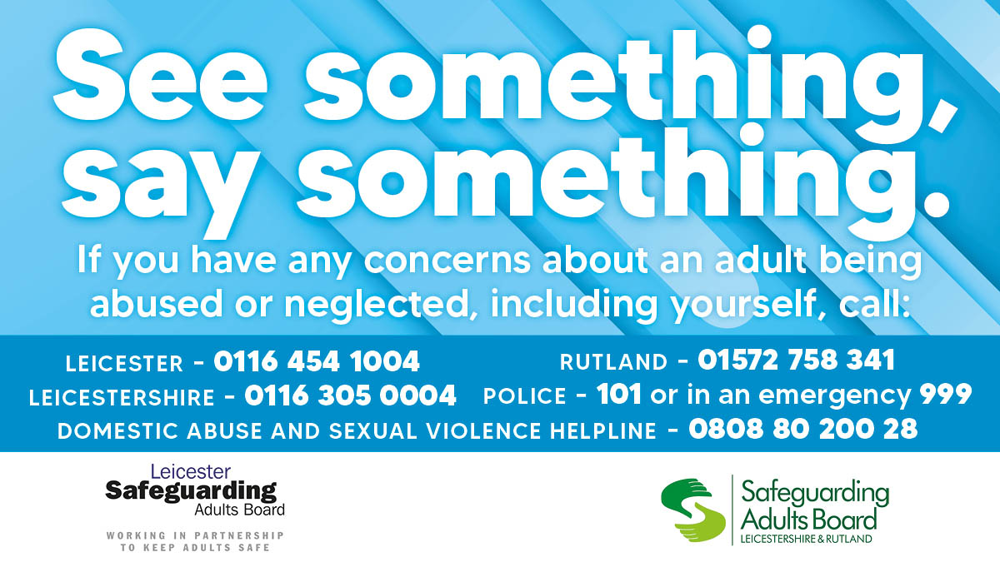 See something,
say something.
If you have any concerns about an adult being
abused or neglected, including yourself, call:
LEICESTER - 0116 454 1004
RUTLAND - 01572 758 341
LEICESTERSHIRE - 0116 305 0004
POLICE - 101 or in an emergency 999
DOMESTIC ABUSE AND SEXUAL VIOLENCE HELPLINE - 0808 80 200 28
Leicester
Safeguarding
Adults Board
WORKING IN PARTNERSHIP
TO KEEP ADULTS SAFE
Safeguarding
Adults Board
LEICESTERSHIRE & RUTLAND